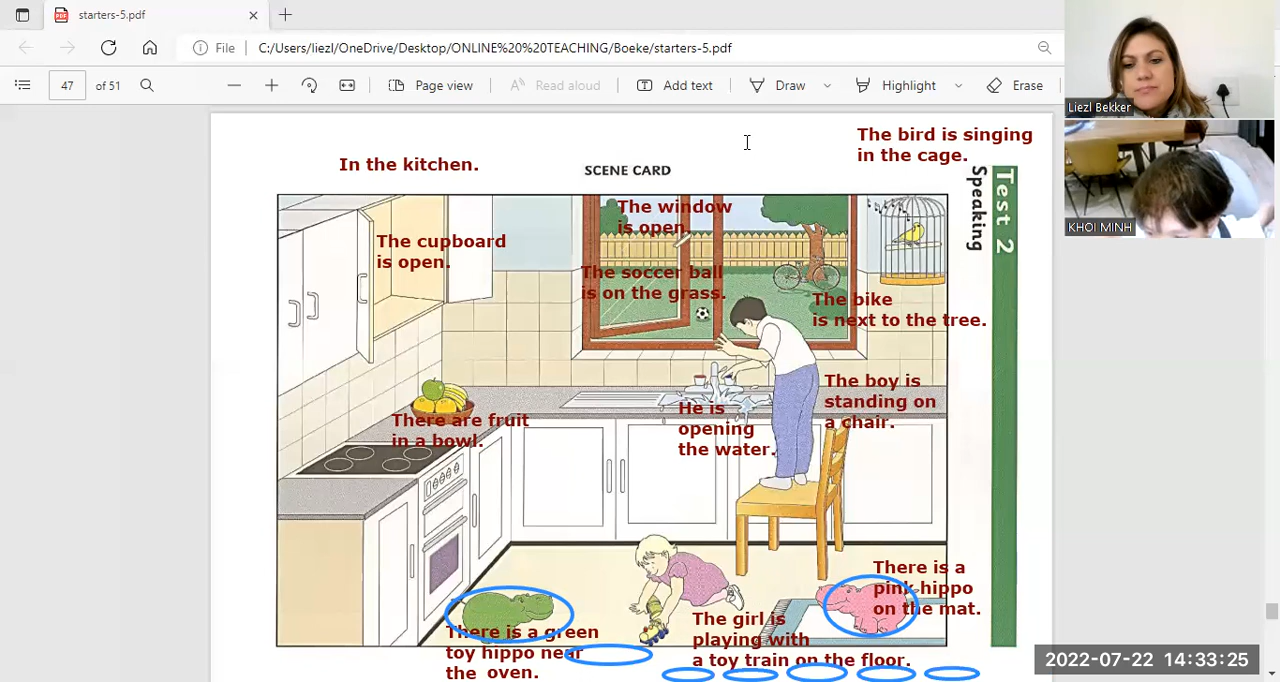 starters-5.pdf
File
C:/Users/liezl/OneDrive/Desktop/ONLINE%20%20TEACHING/Boeke/starters-5.pdf
47
of 51
Page view
Read aloud
Add text
Draw
Highlight
Erase
Liezl Bekker
KHOI MINH
The bird is singing
in the cage.
In the kitchen.
SCENE CARD
Test 2
Speaking
The window
is open.
The cupboard
is open.
The soccer ball
is on the grass.
The bike
is next to the tree.
The boy is
standing on
a chair.
He is
opening
the water.
There are fruit
in a bowl.
There is a
pink hippo
on the mat.
The girl is
playing with
a toy train on the floor.
There is a green
toy hippo near
the oven.
2022-07-22 14:33:25